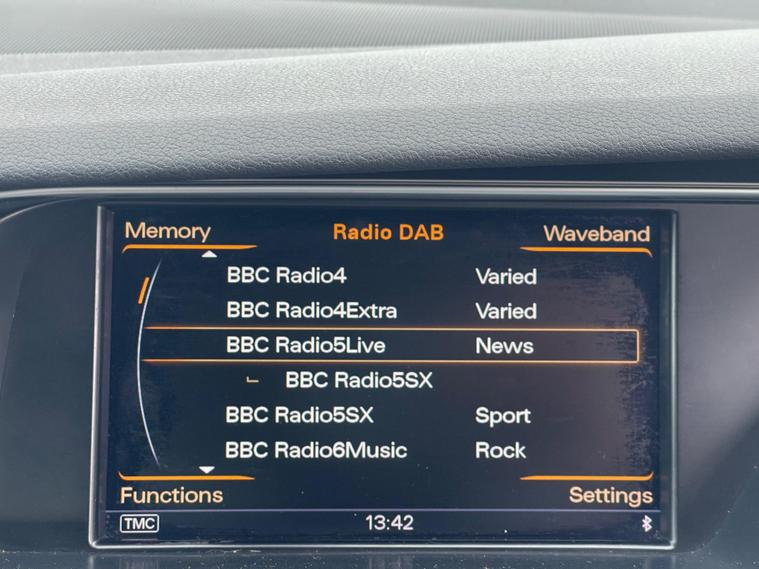 Memory Radio DAB Waveband
BBC Radio4 Varied
BBC Radio4Extra Varied
BBC Radio5Live News
BBC Radio5SX
BBC Radio5SX Sport
BBC Radio6Music Rock
Functions Settings
TMC 13:42